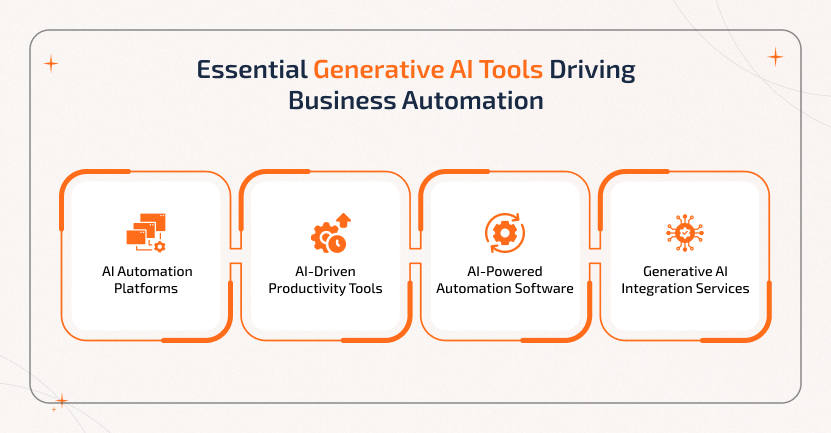 Essential Generative AI Tools Driving
Business Automation
AI Automation
Platforms
AI-Driven
Productivity Tools
AI-Powered
Automation Software
Generative AI
Integration Services